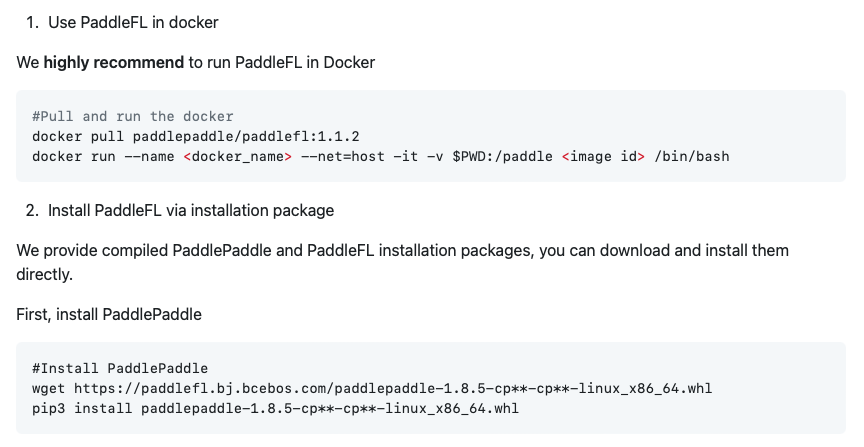 1. Use PaddleFL in docker
We highly recommend to run PaddleFL in Docker
#Pull and run the docker
docker pull paddlepaddle/paddlefl:1.1.2
docker run --name <docker_name> --net=host -it -v $PWD:/paddle <image id> /bin/bash
2. Install PaddleFL via installation package
We provide compiled PaddlePaddle and PaddleFL installation packages, you can download and install them
directly.
First, install PaddlePaddle
#Install PaddlePaddle
wget https://paddlefl.bj.bcebos.com/paddlepaddle-1.8.5-cp**-cp**-linux_x86_64.whl
pip3 install paddlepaddle-1.8.5-cp**-cp**-linux_x86_64.whl